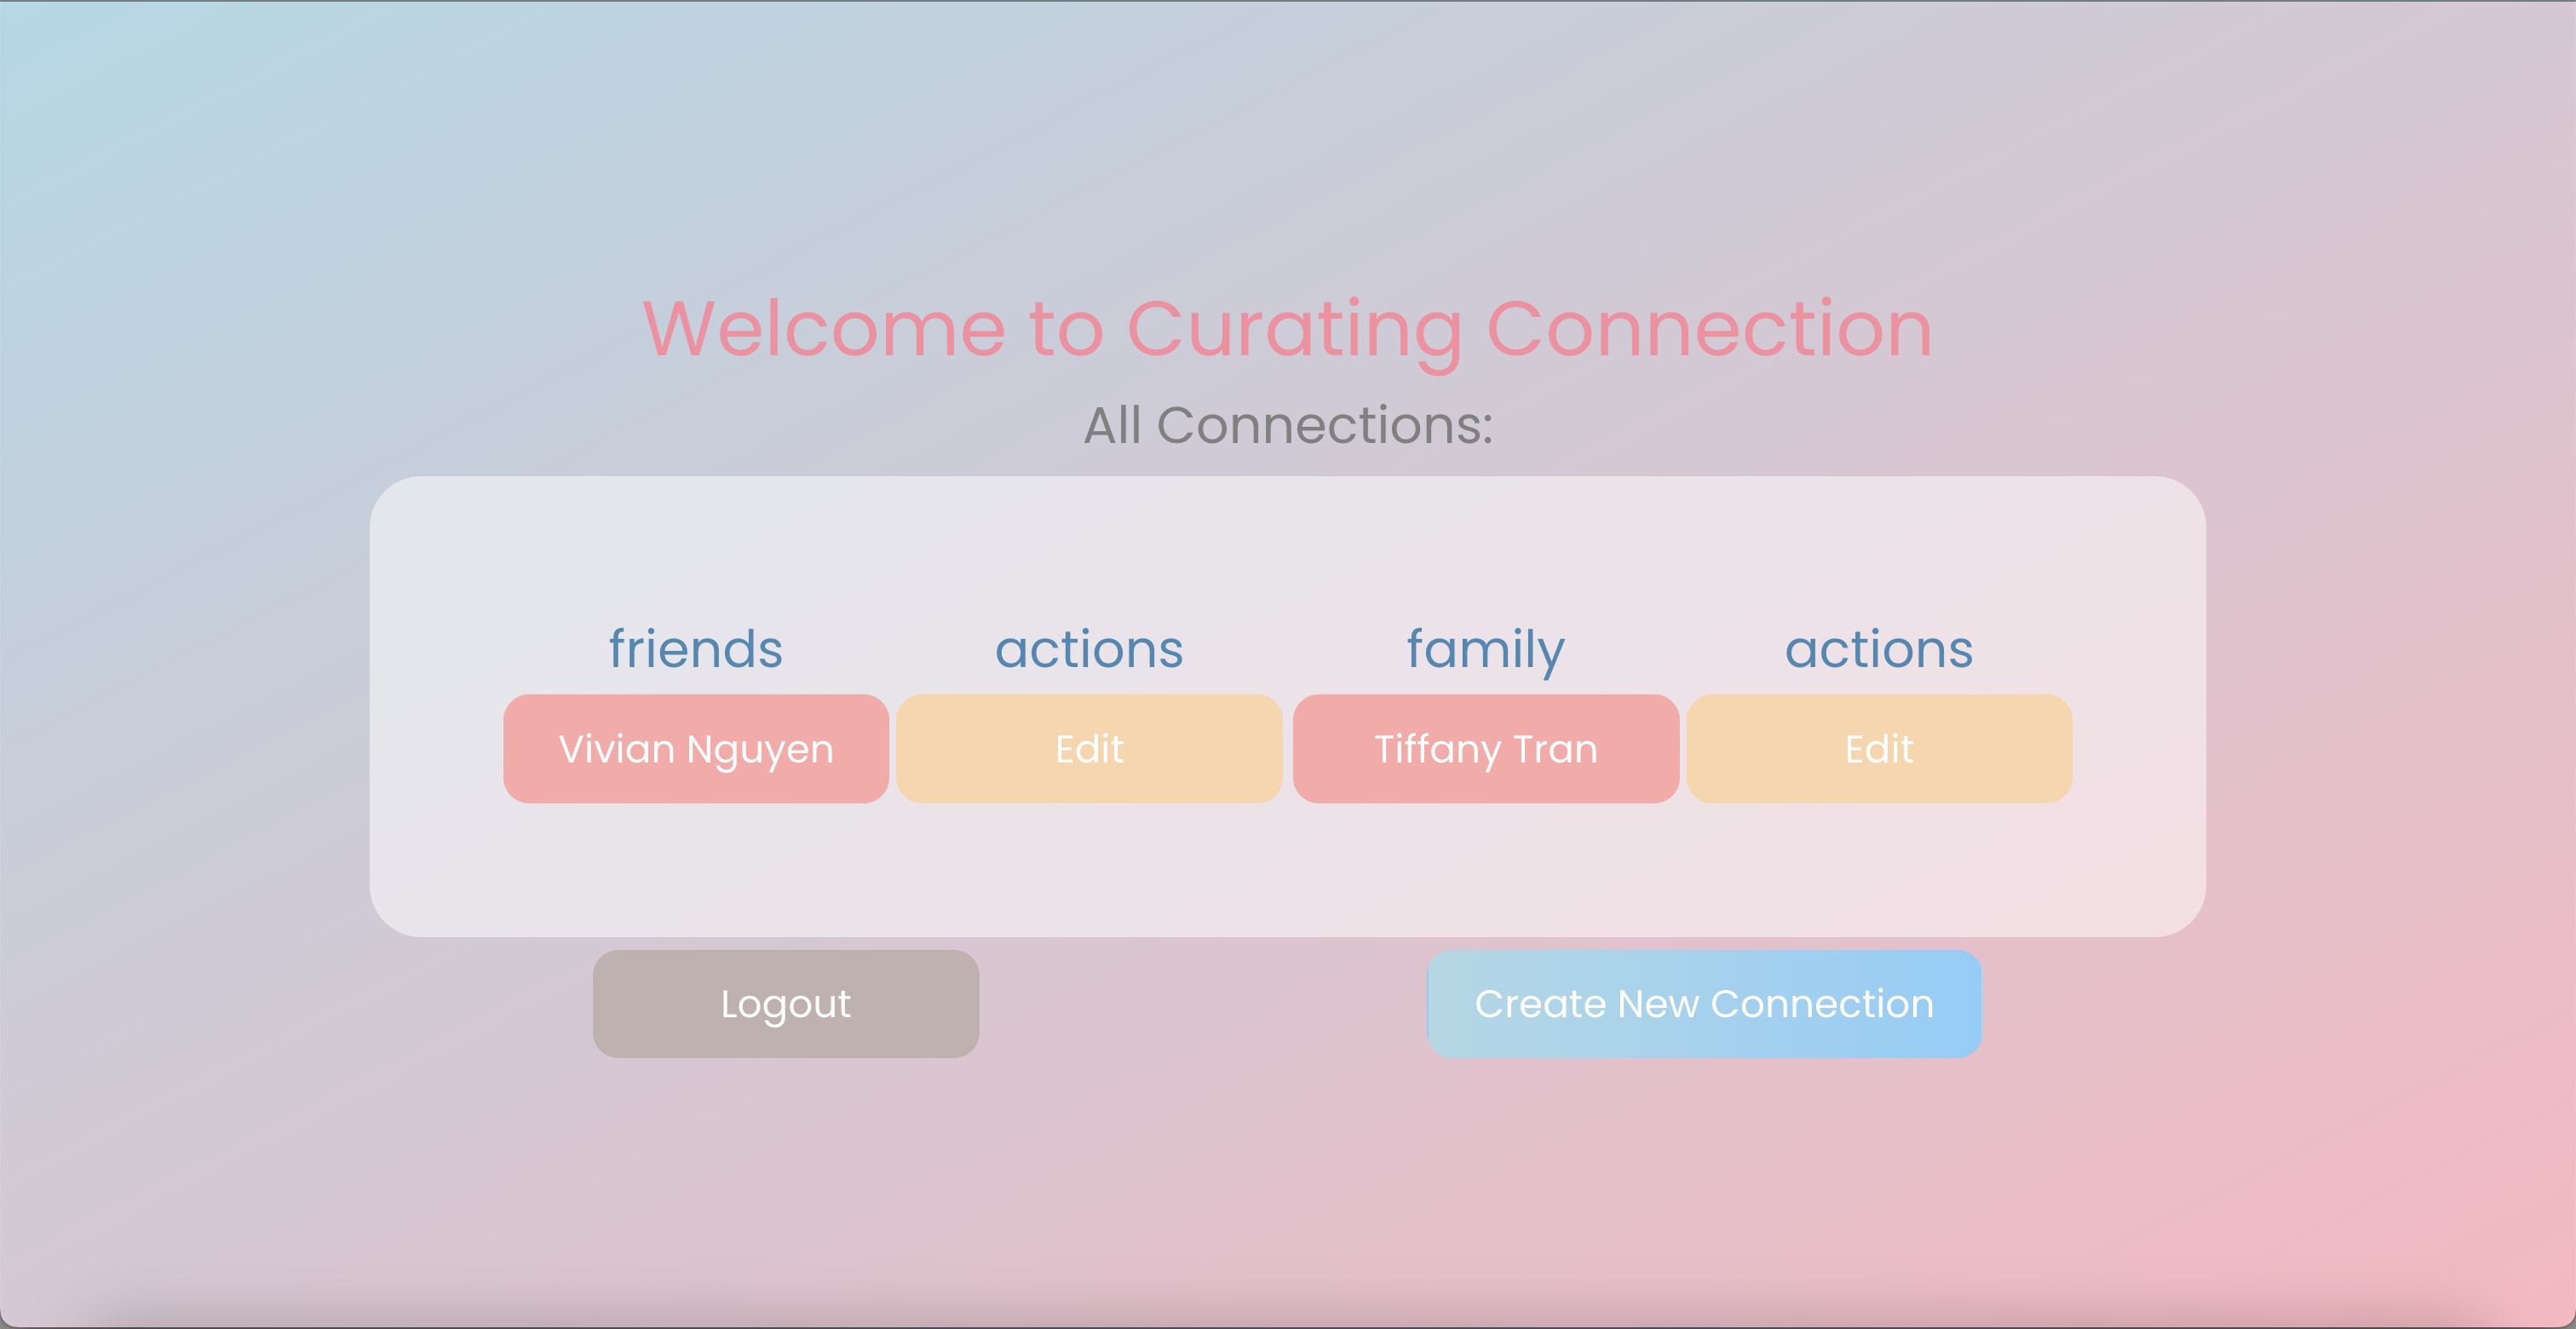 Welcome to Curating Connection
All Connections:
friends actions family actions
Vivian Nguyen Edit Tiffany Tran Edit
Logout Create New Connection